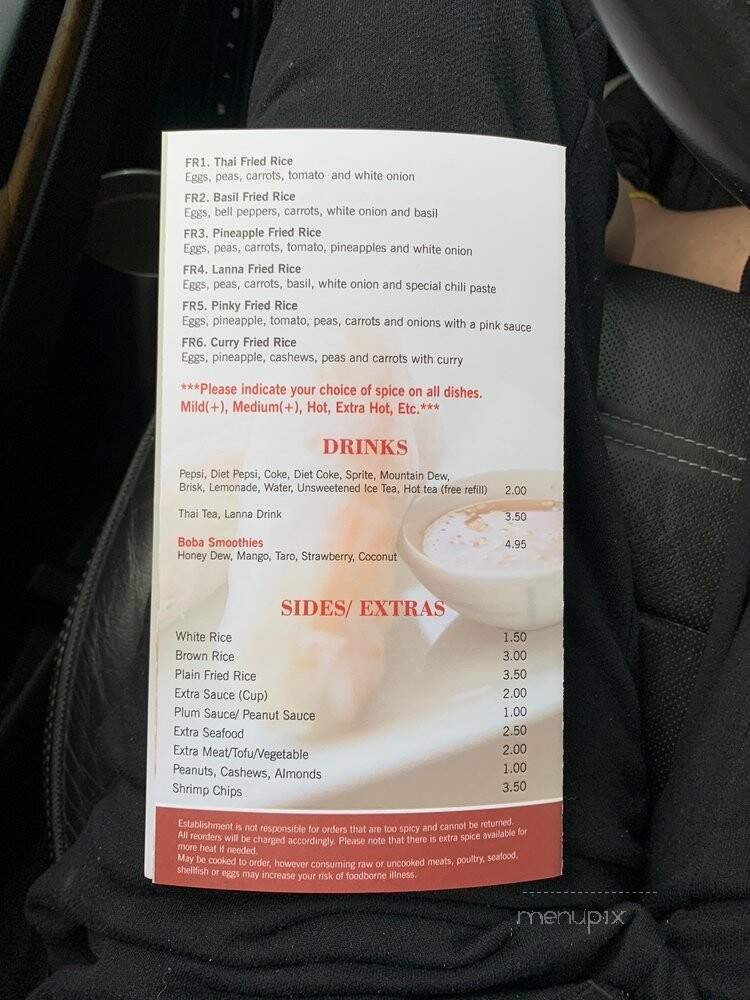 FR1. Thai Fried Rice
Eggs, peas, carrots, tomato and white onion
FR2. Basil Fried Rice
Eggs, bell peppers, carrots, white onion and basil
FR3. Pineapple Fried Rice
Eggs, peas, carrots, tomato, pineapples and white onion
FR4. Lanna Fried Rice
Eggs, peas, carrots, basil, white onion and special chili paste
FR5. Pinky Fried Rice
Eggs, pineapple, tomato, peas, carrots and onions with a pink sauce
FR6. Curry Fried Rice
Eggs, pineapple, cashews, peas and carrots with curry
***Please indicate your choice of spice on all dishes.
Mild(+), Medium(+), Hot, Extra Hot, Etc.***
DRINKS
Pepsi, Diet Pepsi, Coke, Diet Coke, Sprite, Mountain Dew,
Brisk, Lemonade, Water, Unsweetened Ice Tea, Hot tea (free refill) 2.00
Thai Tea, Lanna Drink 3.50
Boba Smoothies 4.95
Honey Dew, Mango, Taro, Strawberry, Coconut
SIDES/ EXTRAS
White Rice 1.50
Brown Rice 3.00
Plain Fried Rice 3.50
Extra Sauce (Cup) 2.00
Plum Sauce/ Peanut Sauce 1.00
Extra Seafood 2.50
Extra Meat/Tofu/Vegetable 2.00
Peanuts, Cashews, Almonds 1.00
Shrimp Chips 3.50
Establishment is not responsible for orders that are too spicy and cannot be returned.
All reorders will be charged accordingly. Please note that there is extra spice available for
more heat if needed.
May be cooked to order, however consuming raw or uncooked meats, poultry, seafood,
shellfish or eggs may increase your risk of foodborne illness.
menupix